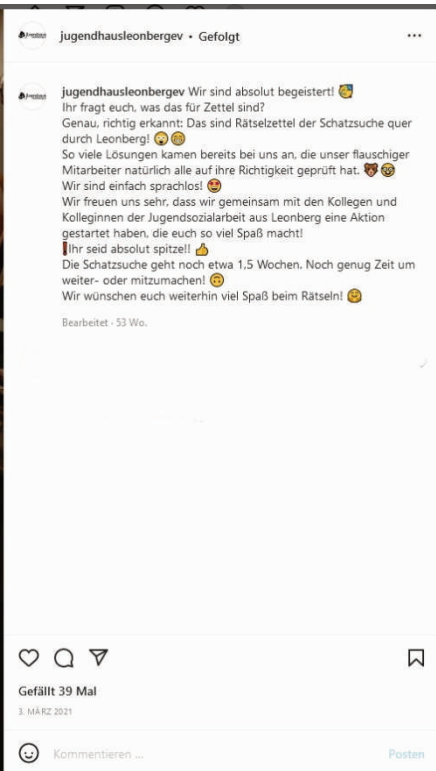 jugendhausleonbergev • Gefolgt
jugendhausleonbergev Wir sind absolut begeistert! 🥳
Ihr fragt euch, was das für Zettel sind?
Genau, richtig erkannt: Das sind Rätselzettel der Schatzsuche quer
durch Leonberg! 😲😁
So viele Lösungen kamen bereits bei uns an, die unser flauschiger
Mitarbeiter natürlich alle auf ihre Richtigkeit geprüft hat. 🐻🤓
Wir sind einfach sprachlos! 😍
Wir freuen uns sehr, dass wir gemeinsam mit den Kollegen und
Kolleginnen der Jugendsozialarbeit aus Leonberg eine Aktion
gestartet haben, die euch so viel Spaß macht!
❗Ihr seid absolut spitze!! 👍
Die Schatzsuche geht noch etwa 1,5 Wochen. Noch genug Zeit um
weiter- oder mitzumachen! 🙃
Wir wünschen euch weiterhin viel Spaß beim Rätseln! 🤗
Bearbeitet · 53 Wo.
Gefällt 39 Mal
3. MÄRZ 2021
Kommentieren ...
Posten